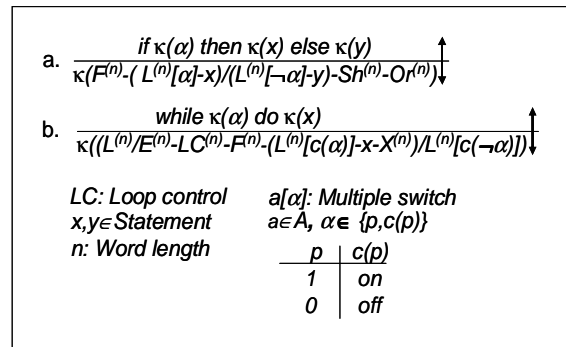 a. if κ(α) then κ(x) else κ(y)
κ(F⁽ⁿ⁾-( L⁽ⁿ⁾[α]-x)/(L⁽ⁿ⁾[¬α]-y)-Sh⁽ⁿ⁾-Or⁽ⁿ⁾)
b. while κ(α) do κ(x)
κ((L⁽ⁿ⁾/E⁽ⁿ⁾-LC⁽ⁿ⁾-F⁽ⁿ⁾-(L⁽ⁿ⁾[c(α)]-x-X⁽ⁿ⁾)/L⁽ⁿ⁾[c(¬α)])
LC: Loop control
x,y∈Statement
n: Word length
a[α]: Multiple switch
a∈A, α∈ {p,c(p)}
p c(p)
1 on
0 off